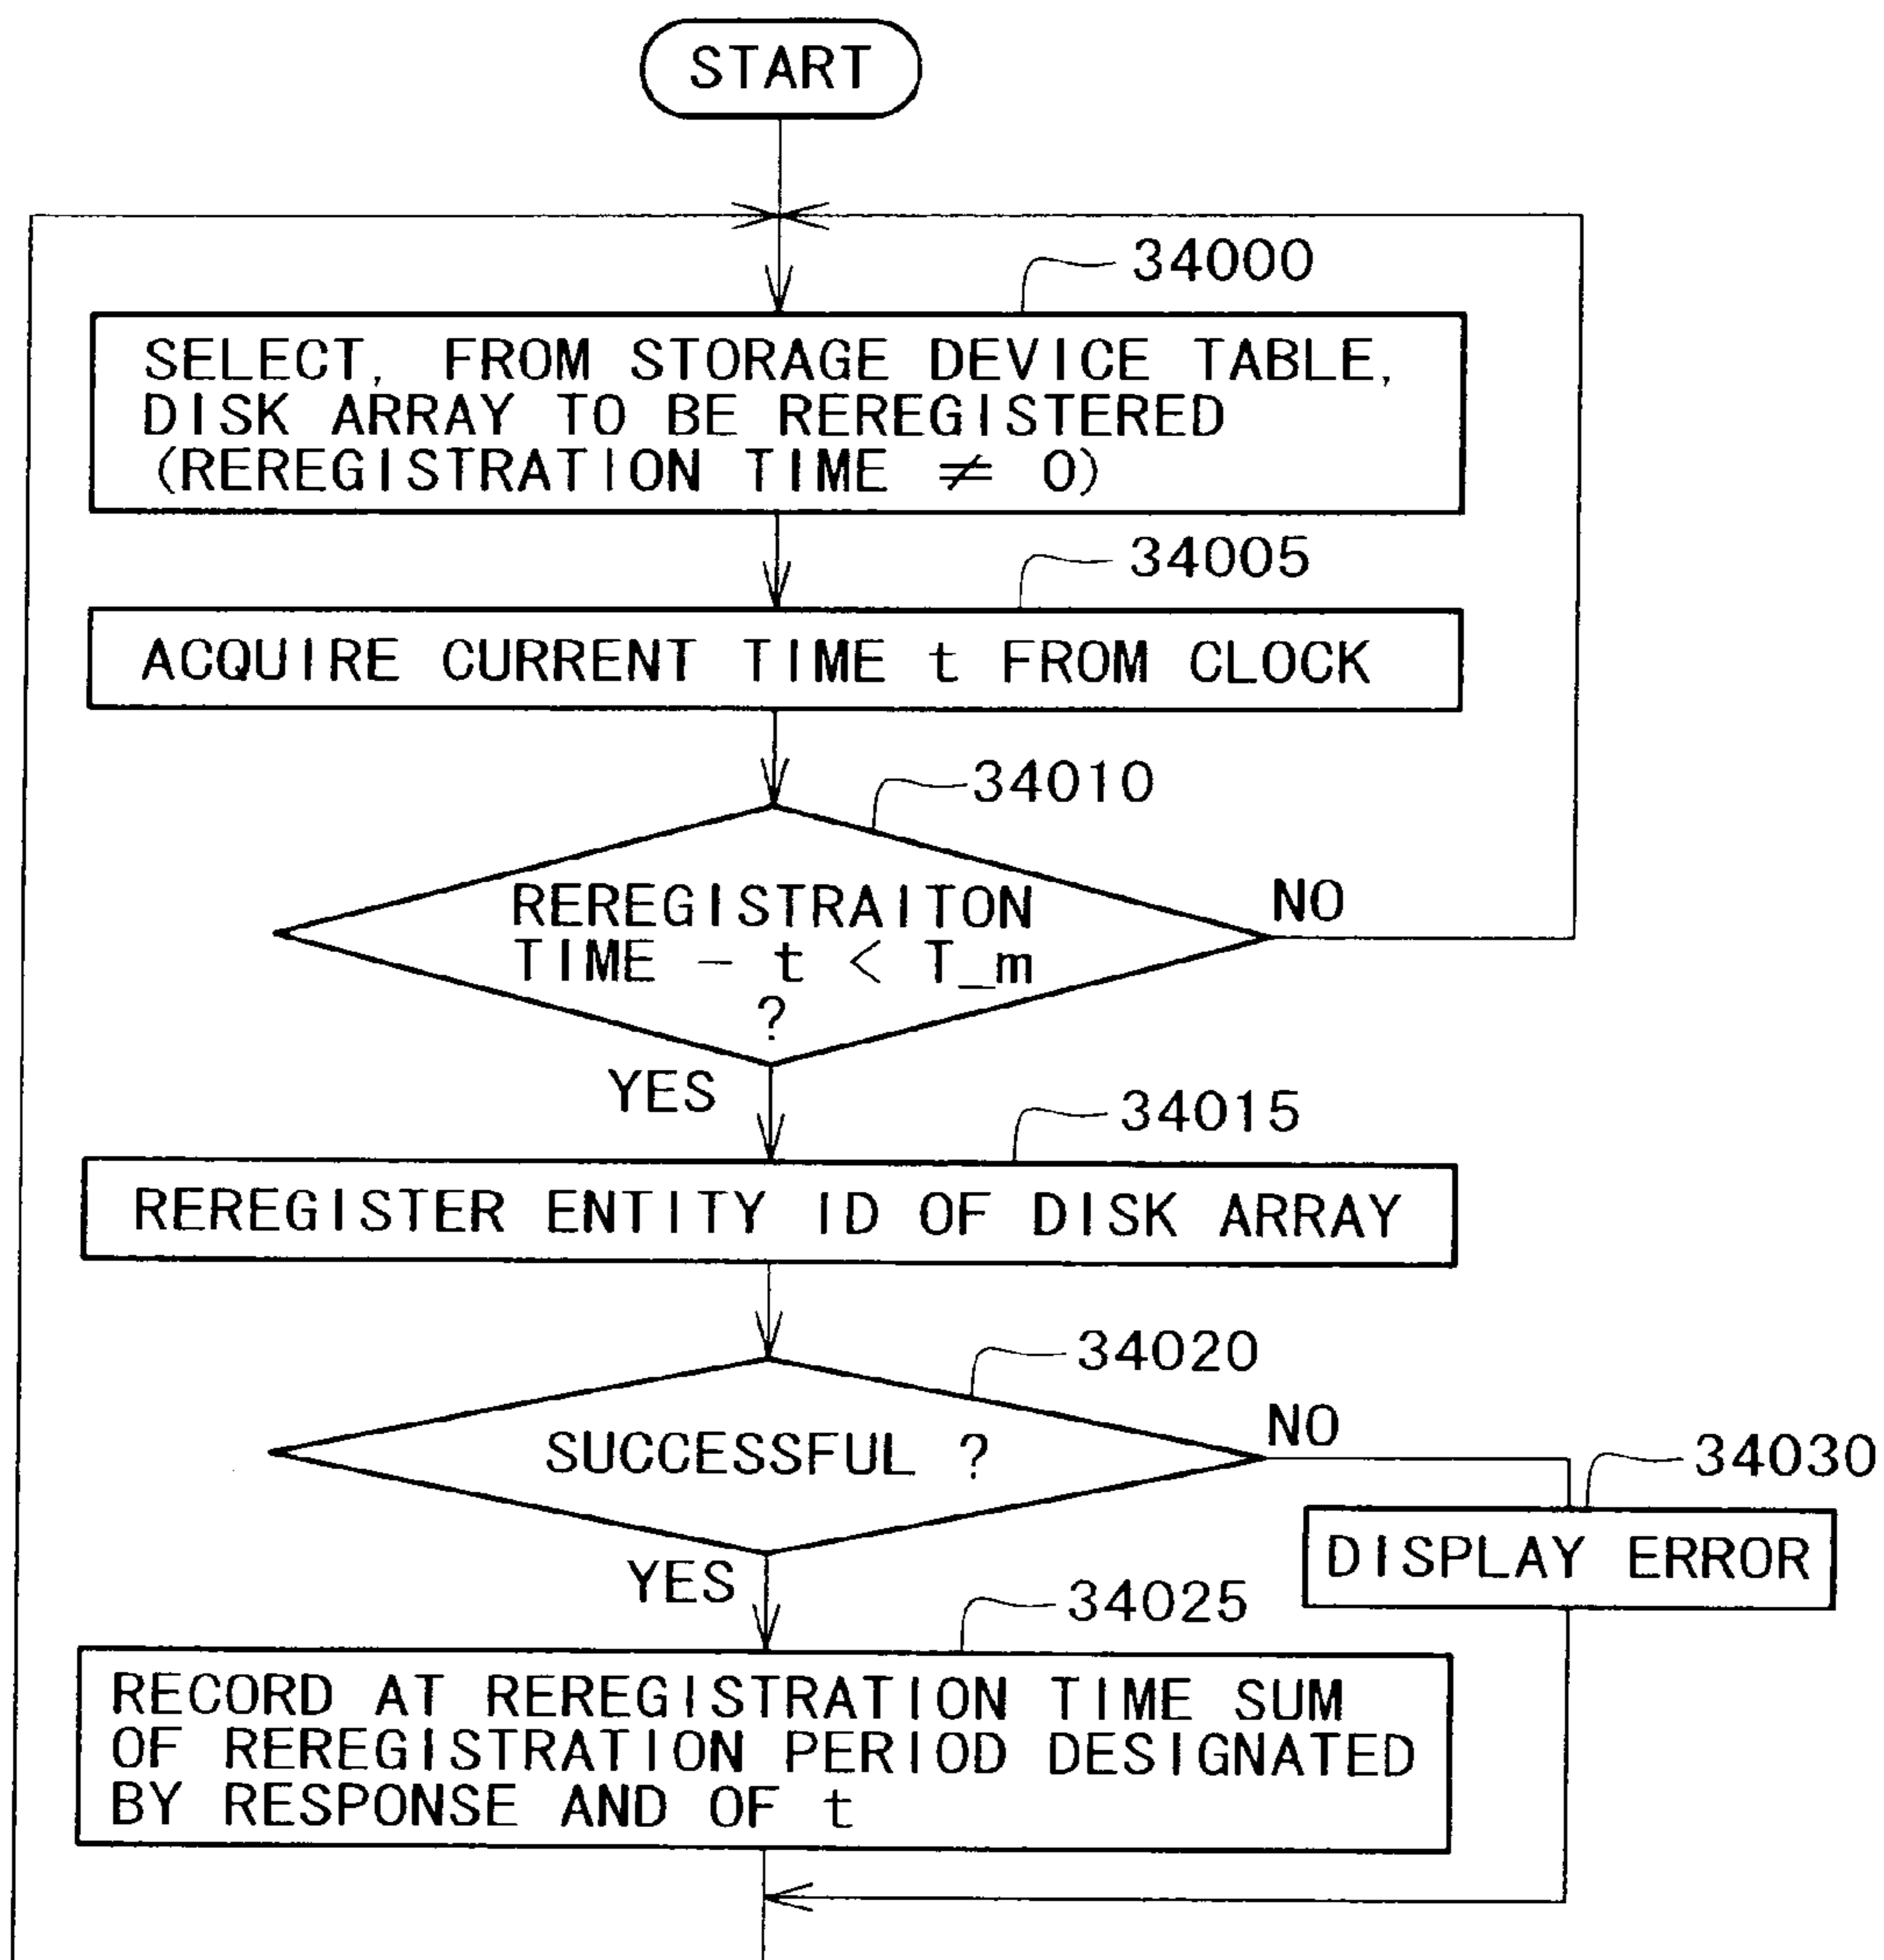 START
34000
SELECT, FROM STORAGE DEVICE TABLE,
DISK ARRAY TO BE REREGISTERED
(REREGISTRATION TIME ≠ 0)
34005
ACQUIRE CURRENT TIME t FROM CLOCK
34010
REREGISTRAITON
TIME - t < T_m
?
NO
YES
34015
REREGISTER ENTITY ID OF DISK ARRAY
34020
SUCCESSFUL ?
NO
34030
DISPLAY ERROR
YES
34025
RECORD AT REREGISTRATION TIME SUM
OF REREGISTRATION PERIOD DESIGNATED
BY RESPONSE AND OF t